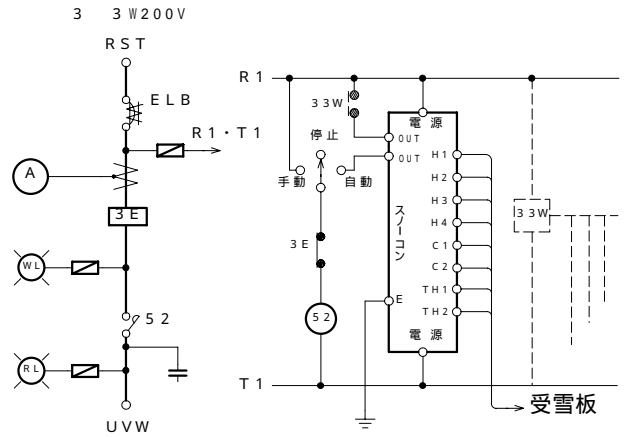 3 3W200V
RST
ELB
R1・T1
A
3E
WL
52
RL
UVW
R1
33W
停止
手動
自動
3E
52
電源
OUT
OUT
スノーコン
H1
H2
H3
H4
C1
C2
TH1
TH2
E
電源
33W
T1
受雪板